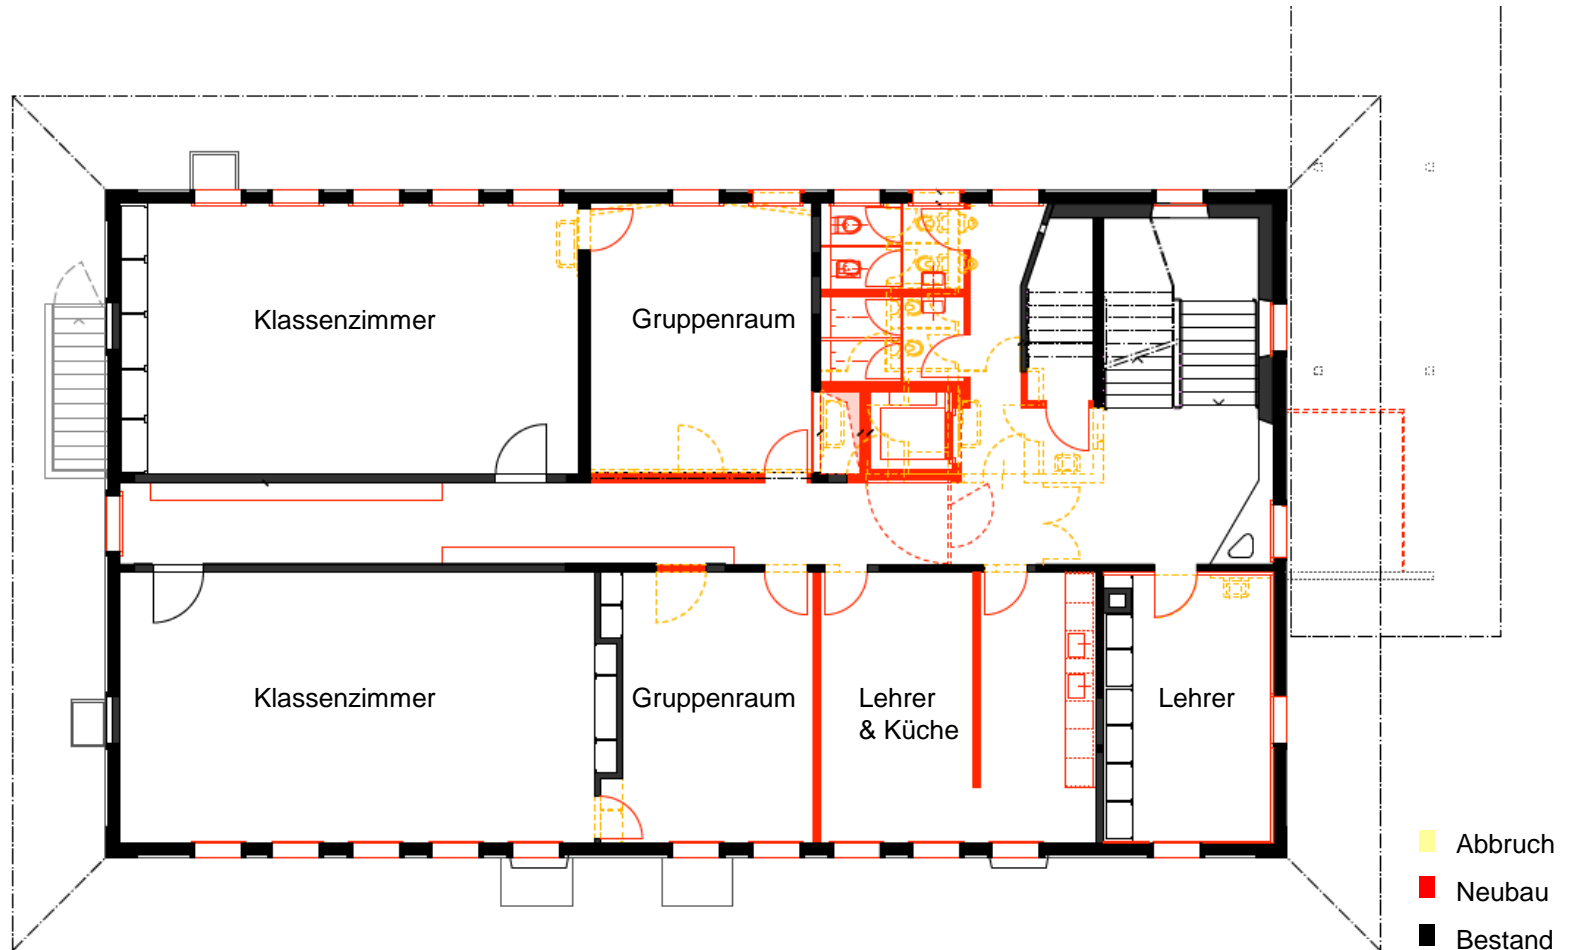 Klassenzimmer
Gruppenraum
Klassenzimmer
Gruppenraum
Lehrer
& Küche
Lehrer
Abbruch
Neubau
Bestand